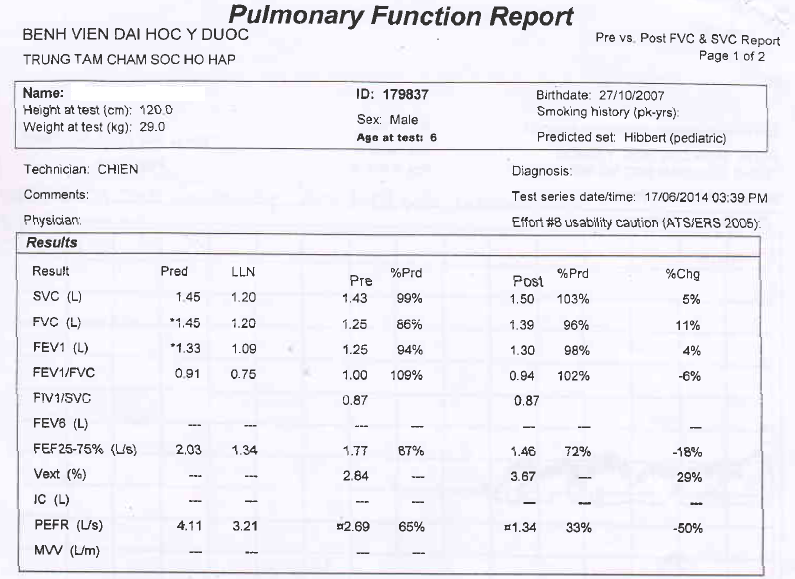 Pulmonary Function Report
BENH VIEN DAI HOC Y DUOC
TRUNG TAM CHAM SOC HO HAP
Pre vs. Post FVC & SVC Report
Page 1 of 2
Name:
Height at test (cm): 120.0
Weight at test (kg): 29.0
ID: 179837
Sex: Male
Age at test: 6
Birthdate: 27/10/2007
Smoking history (pk-yrs):
Predicted set: Hibbert (pediatric)
Technician: CHIEN
Comments:
Physician:
Diagnosis:
Test series date/time: 17/06/2014 03:39 PM
Effort #8 usability caution (ATS/ERS 2005):
Results
Result Pred LLN Pre %Prd Post %Prd %Chg
SVC (L) 1.45 1.20 1.43 99% 1.50 103% 5%
FVC (L) *1.45 1.20 1.25 86% 1.39 96% 11%
FEV1 (L) *1.33 1.09 1.25 94% 1.30 98% 4%
FEV1/FVC 0.91 0.75 1.00 109% 0.94 102% -6%
FIV1/SVC 0.87 0.87
FEV6 (L) --- --- --- --- --- --- ---
FEF25-75% (L/s) 2.03 1.34 1.77 87% 1.46 72% -18%
Vext (%) --- --- 2.84 --- 3.67 --- 29%
IC (L) --- --- --- --- --- --- ---
PEFR (L/s) 4.11 3.21 ¤2.69 65% ¤1.34 33% -50%
MVV (L/m) --- --- --- --- --- --- ---